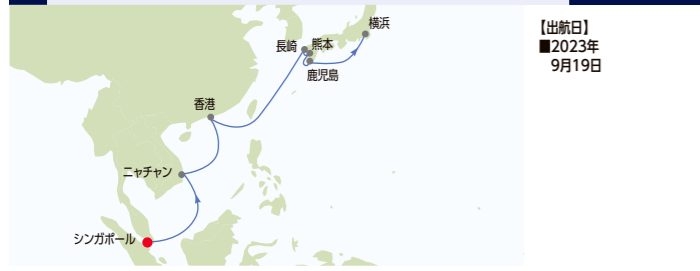 横浜
長崎
熊本
鹿児島
香港
ニャチャン
シンガポール
【出航日】
■2023年
9月19日